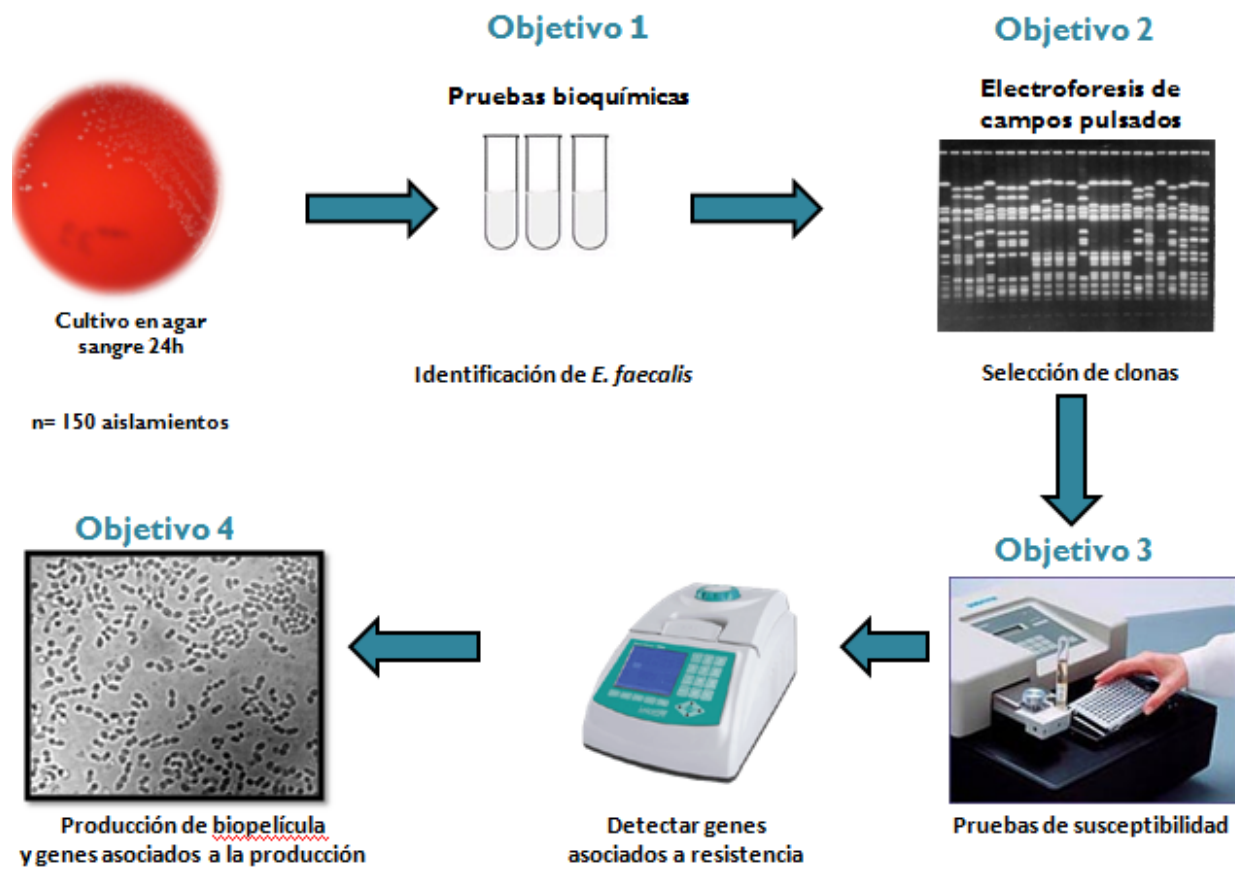 Objetivo 1
Objetivo 2
Pruebas bioquímicas
Electroforesis de
campos pulsados
Cultivo en agar
sangre 24h
Identificación de E. faecalis
Selección de clonas
n= 150 aislamientos
Objetivo 4
Objetivo 3
Producción de biopelícula
y genes asociados a la producción
Detectar genes
asociados a resistencia
Pruebas de susceptibilidad